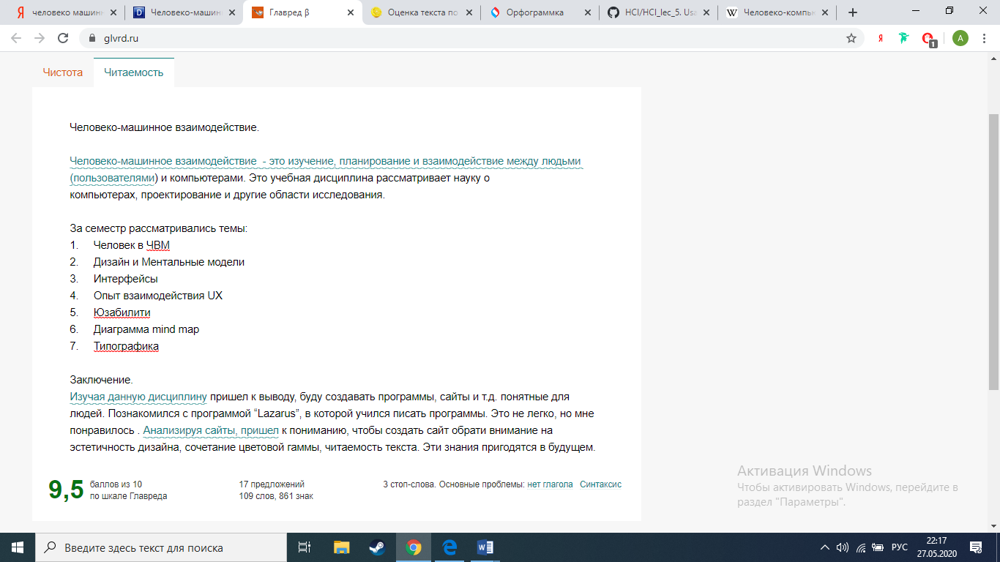 человеко машинн
Человеко-машин
Главред β
Оценка текста по
Орфограммка
HCI/HCI_lec_5. Usa
Человеко-компь
glvrd.ru
Чистота
Читаемость
Человеко-машинное взаимодействие.
Человеко-машинное взаимодействие - это изучение, планирование и взаимодействие между людьми
(пользователями) и компьютерами. Это учебная дисциплина рассматривает науку о
компьютерах, проектирование и другие области исследования.
За семестр рассматривались темы:
1. Человек в ЧВМ
2. Дизайн и Ментальные модели
3. Интерфейсы
4. Опыт взаимодействия UX
5. Юзабилити
6. Диаграмма mind map
7. Типографика
Заключение.
Изучая данную дисциплину пришел к выводу, буду создавать программы, сайты и т.д. понятные для
людей. Познакомился с программой “Lazarus”, в которой учился писать программы. Это не легко, но мне
понравилось . Анализируя сайты, пришел к пониманию, чтобы создать сайт обрати внимание на
эстетичность дизайна, сочетание цветовой гаммы, читаемость текста. Эти знания пригодятся в будущем.
9,5 баллов из 10
по шкале Главреда
17 предложений
109 слов, 861 знак
3 стоп-слова. Основные проблемы: нет глагола Синтаксис
Активация Windows
Чтобы активировать Windows, перейдите в
раздел "Параметры".
Введите здесь текст для поиска
РУС
22:17
27.05.2020